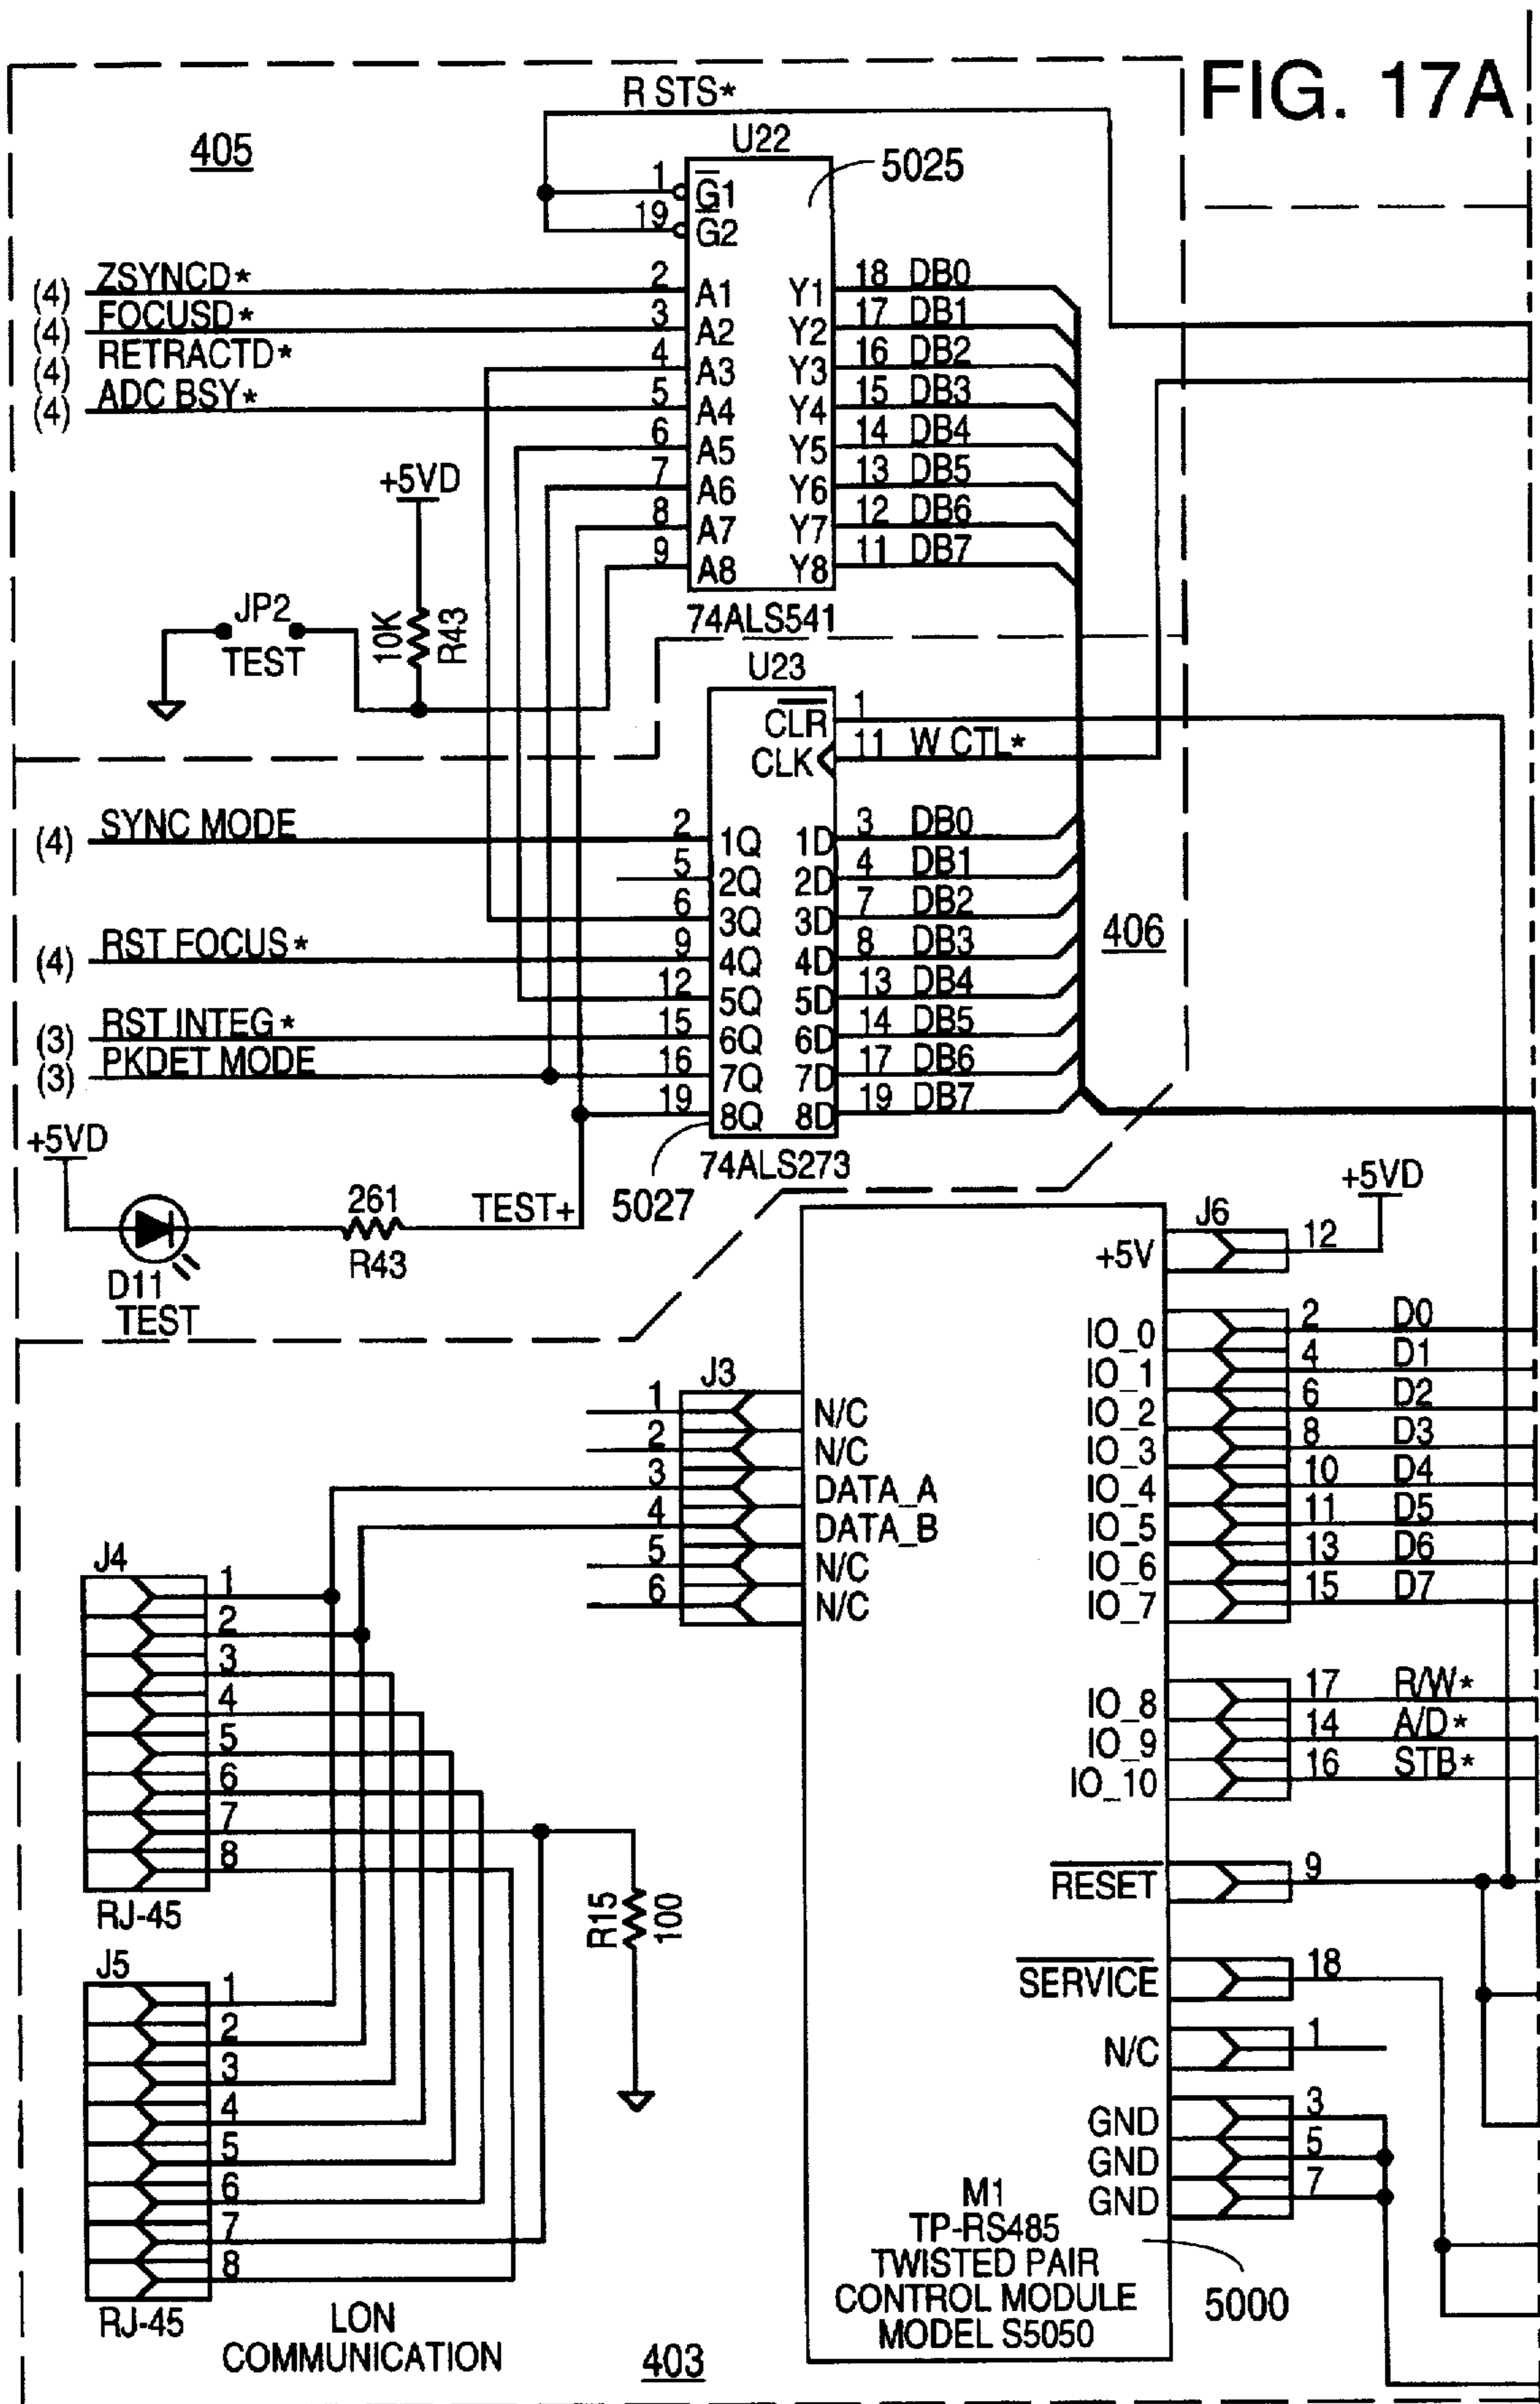 FIG. 17A
405
R STS*
U22
5025
1 G1
19 G2
(4) ZSYNCD* 2 A1 Y1 18 DB0
(4) FOCUSD* 3 A2 Y2 17 DB1
(4) RETRACTD* 4 A3 Y3 16 DB2
(4) ADC BSY* 5 A4 Y4 15 DB3
6 A5 Y5 14 DB4
7 A6 Y6 13 DB5
8 A7 Y7 12 DB6
9 A8 Y8 11 DB7
74ALS541
+5VD
10K
R43
JP2
TEST
U23
CLR 1
CLK 11 W CTL*
(4) SYNC MODE 2 1Q 1D 3 DB0
5 2Q 2D 4 DB1
6 3Q 3D 7 DB2
(4) RST FOCUS* 9 4Q 4D 8 DB3
12 5Q 5D 13 DB4
(3) RST INTEG* 15 6Q 6D 14 DB5
(3) PKDET MODE 16 7Q 7D 17 DB6
19 8Q 8D 19 DB7
74ALS273
406
5027
+5VD
261
R43
TEST+
D11
TEST
J6
+5VD
+5V 12
IO_0 2 D0
IO_1 4 D1
IO_2 6 D2
IO_3 8 D3
IO_4 10 D4
IO_5 11 D5
IO_6 13 D6
IO_7 15 D7
IO_8 17 R/W*
IO_9 14 A/D*
IO_10 16 STB*
RESET 9
SERVICE 18
N/C 1
GND 3
GND 5
GND 7
J3
1 N/C
2 N/C
3 DATA_A
4 DATA_B
5 N/C
6 N/C
J4
1
2
3
4
5
6
7
8
RJ-45
R15
100
J5
1
2
3
4
5
6
7
8
RJ-45
LON
COMMUNICATION
403
M1
TP-RS485
TWISTED PAIR
CONTROL MODULE
MODEL S5050
5000